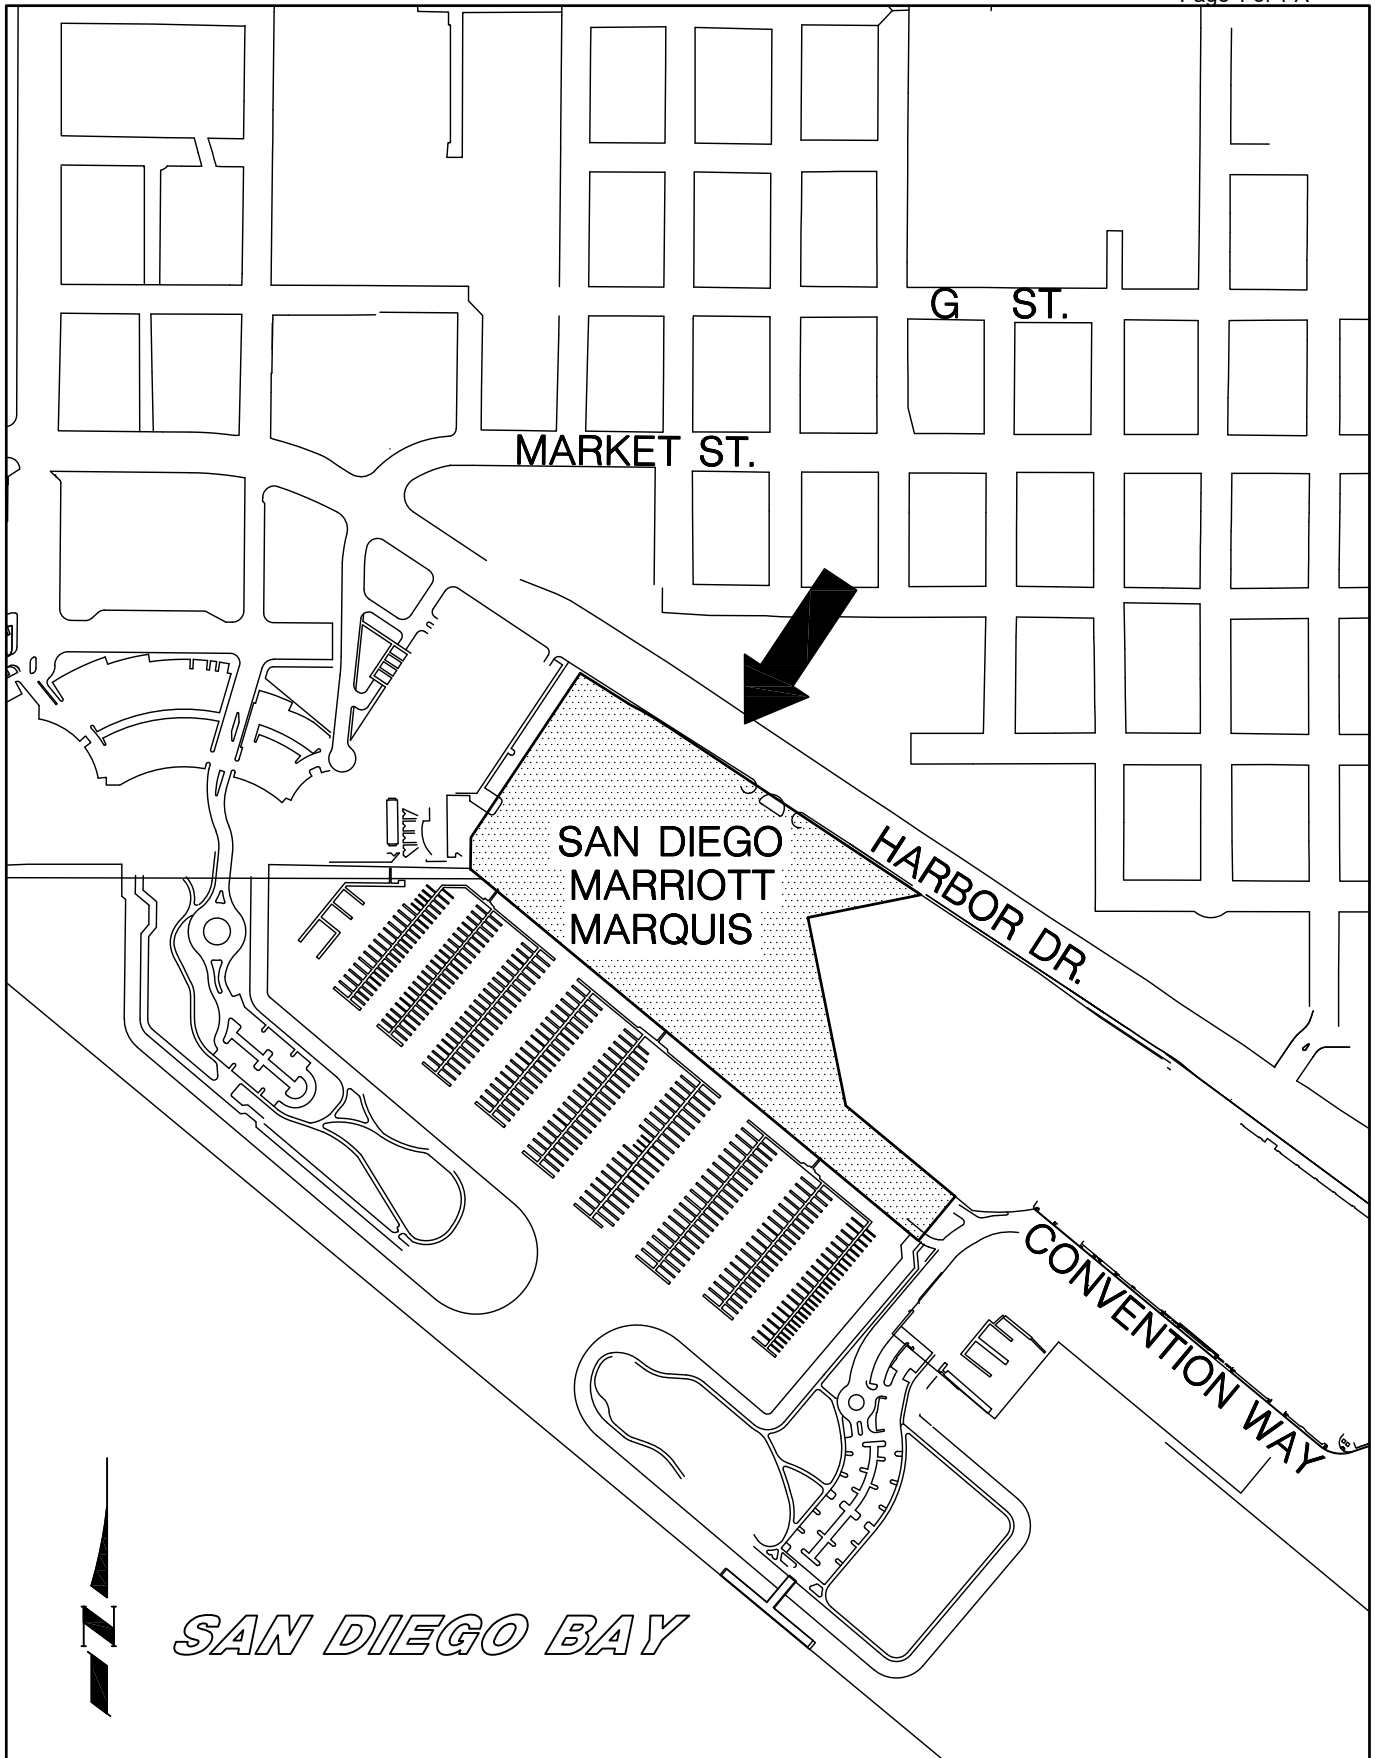 G ST.
MARKET ST.
SAN DIEGO
MARRIOTT
MARQUIS
HARBOR DR.
CONVENTION WAY
N
SAN DIEGO BAY